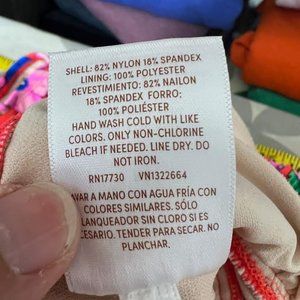 SHELL: 82% NYLON 18% SPANDEX
LINING: 100% POLYESTER
REVESTIMIENTO: 82% NAILON
18% SPANDEX FORRO:
100% POLIÉSTER
HAND WASH COLD WITH LIKE
COLORS. ONLY NON-CHLORINE
BLEACH IF NEEDED. LINE DRY. DO
NOT IRON.
RN17730 VN1322664
AVAR A MANO CON AGUA FRÍA CON
COLORES SIMILARES. SÓLO
LANQUEADOR SIN CLORO SI ES
CESARIO. TENDER PARA SECAR. NO
PLANCHAR.